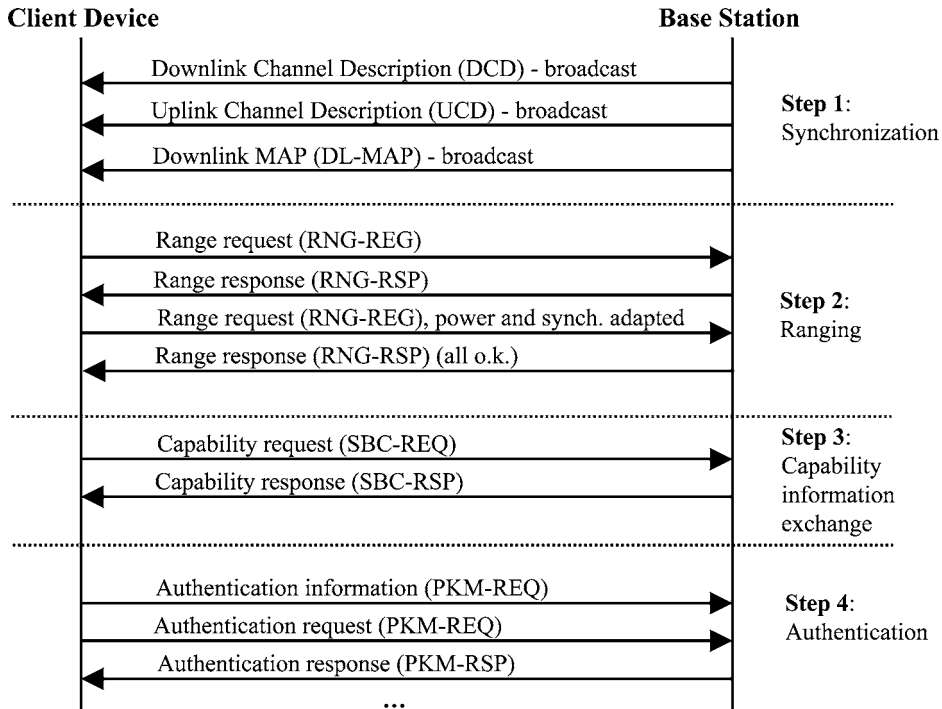 Client Device
Base Station
Downlink Channel Description (DCD) - broadcast
Uplink Channel Description (UCD) - broadcast
Downlink MAP (DL-MAP) - broadcast
Step 1:
Synchronization
Range request (RNG-REG)
Range response (RNG-RSP)
Range request (RNG-REG), power and synch. adapted
Range response (RNG-RSP) (all o.k.)
Step 2:
Ranging
Capability request (SBC-REQ)
Capability response (SBC-RSP)
Step 3:
Capability
information
exchange
Authentication information (PKM-REQ)
Authentication request (PKM-REQ)
Authentication response (PKM-RSP)
...
Step 4:
Authentication